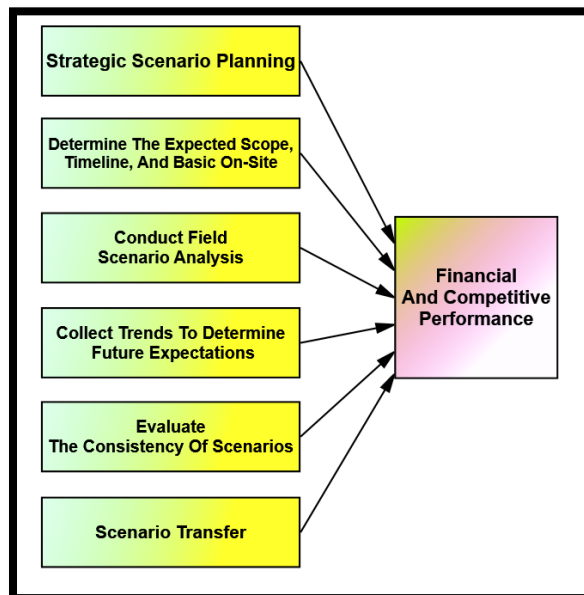 Strategic Scenario Planning
Determine The Expected Scope,
Timeline, And Basic On-Site
Conduct Field
Scenario Analysis
Collect Trends To Determine
Future Expectations
Evaluate
The Consistency Of Scenarios
Scenario Transfer
Financial
And Competitive
Performance